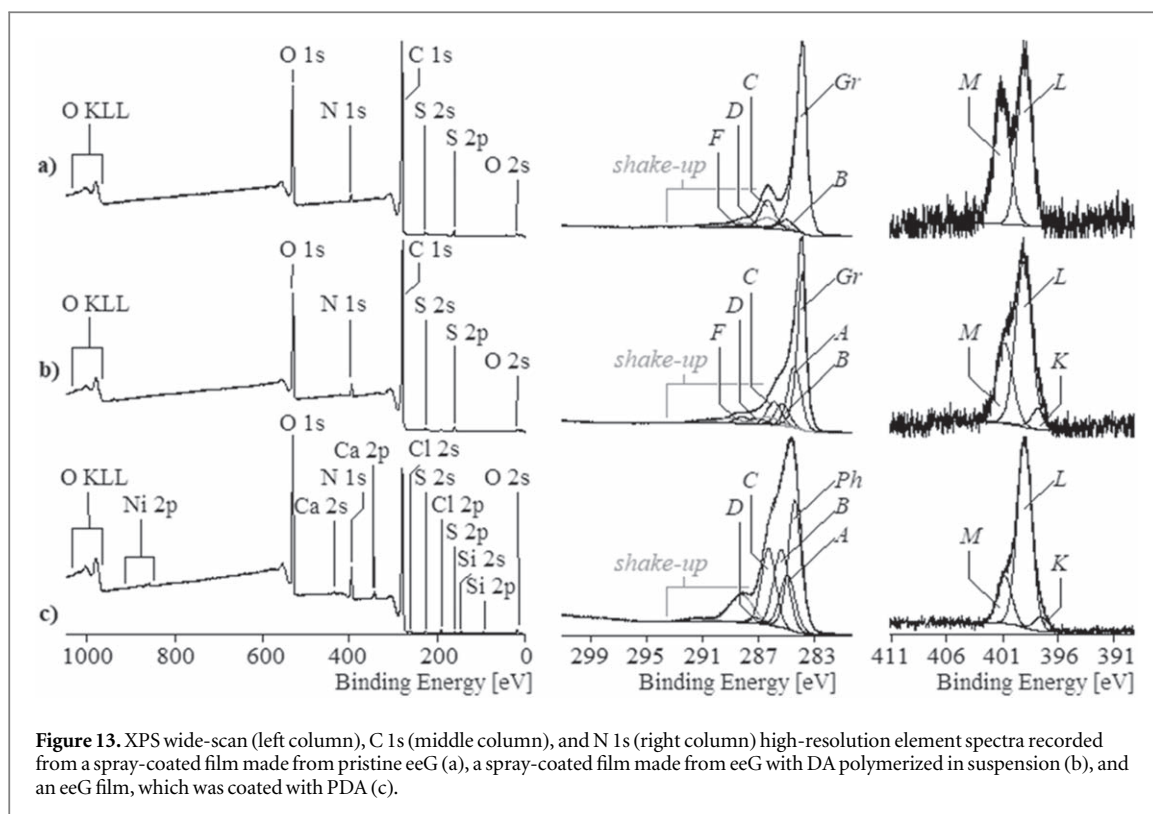 O KLL
O 1s
N 1s
C 1s
S 2s
S 2p
O 2s
a)
F
D
C
shake-up
Gr
B
M
L
O KLL
O 1s
N 1s
C 1s
S 2s
S 2p
O 2s
b)
F
D
C
shake-up
Gr
A
B
M
L
K
O KLL
Ni 2p
O 1s
Ca 2s
N 1s
Ca 2p
Cl 2s
S 2s
Cl 2p
S 2p
Si 2s
Si 2p
O 2s
c)
D
C
shake-up
Ph
B
A
M
L
K
1000 800 600 400 200 0
Binding Energy [eV]
299 295 291 287 283
Binding Energy [eV]
411 406 401 396 391
Binding Energy [eV]
Figure 13. XPS wide-scan (left column), C 1s (middle column), and N 1s (right column) high-resolution element spectra recorded
from a spray-coated film made from pristine eeG (a), a spray-coated film made from eeG with DA polymerized in suspension (b), and
an eeG film, which was coated with PDA (c).